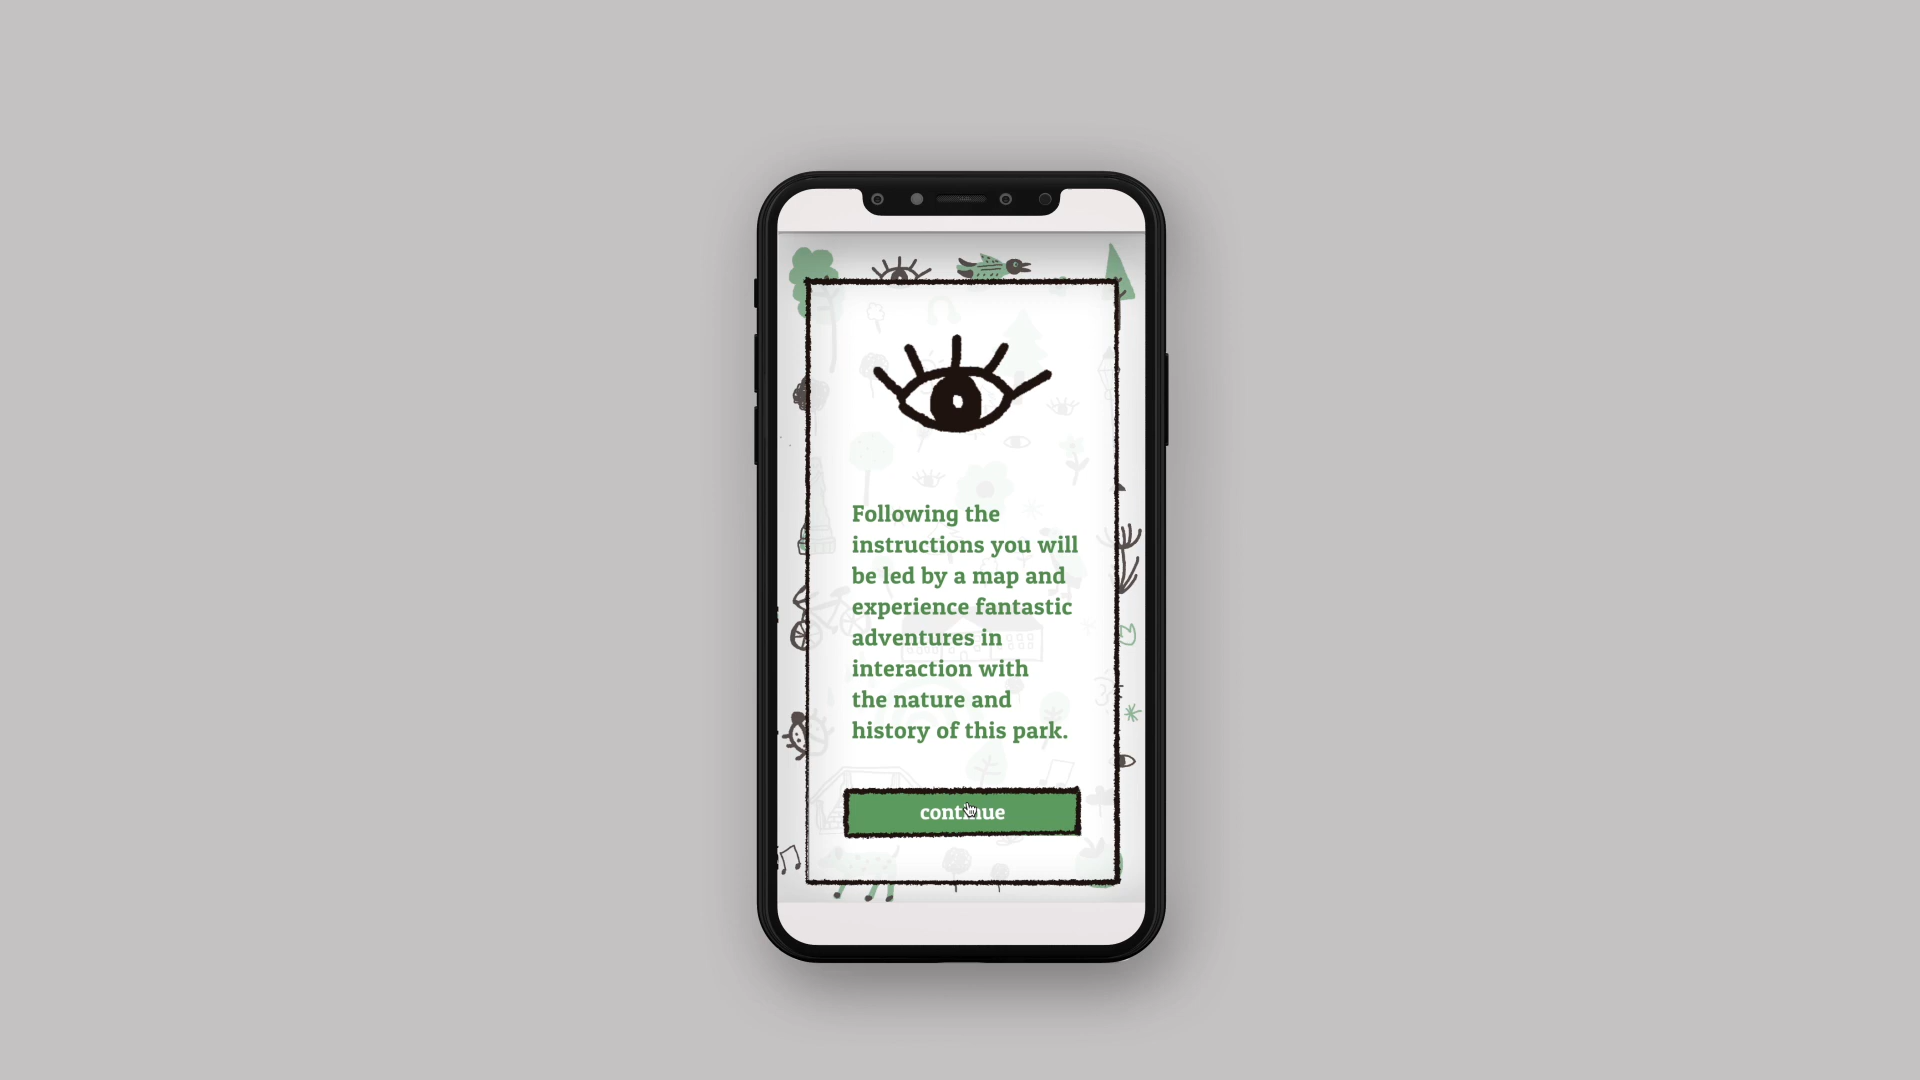 Following the
instructions you will
be led by a map and
experience fantastic
adventures in
interaction with
the nature and
history of this park.
continue